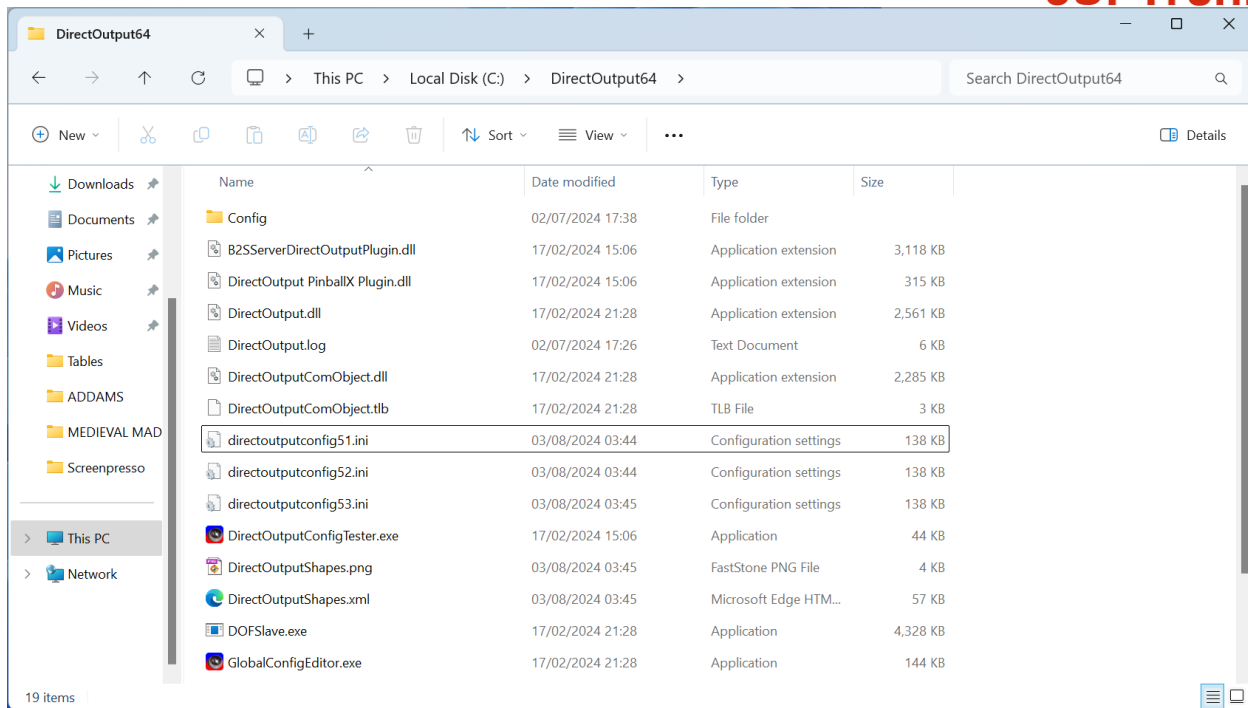 DirectOutput64
This PC > Local Disk (C:) > DirectOutput64 >
Search DirectOutput64
New
Sort
View
Details
Downloads
Documents
Pictures
Music
Videos
Tables
ADDAMS
MEDIEVAL MAD
Screenpresso
This PC
Network
Name Date modified Type Size
Config 02/07/2024 17:38 File folder
B2SServerDirectOutputPlugin.dll 17/02/2024 15:06 Application extension 3,118 KB
DirectOutput PinballX Plugin.dll 17/02/2024 15:06 Application extension 315 KB
DirectOutput.dll 17/02/2024 21:28 Application extension 2,561 KB
DirectOutput.log 02/07/2024 17:26 Text Document 6 KB
DirectOutputComObject.dll 17/02/2024 21:28 Application extension 2,285 KB
DirectOutputComObject.tlb 17/02/2024 21:28 TLB File 3 KB
directoutputconfig51.ini 03/08/2024 03:44 Configuration settings 138 KB
directoutputconfig52.ini 03/08/2024 03:44 Configuration settings 138 KB
directoutputconfig53.ini 03/08/2024 03:45 Configuration settings 138 KB
DirectOutputConfigTester.exe 17/02/2024 15:06 Application 44 KB
DirectOutputShapes.png 03/08/2024 03:45 FastStone PNG File 4 KB
DirectOutputShapes.xml 03/08/2024 03:45 Microsoft Edge HTM... 57 KB
DOFSlave.exe 17/02/2024 21:28 Application 4,328 KB
GlobalConfigEditor.exe 17/02/2024 21:28 Application 144 KB
19 items